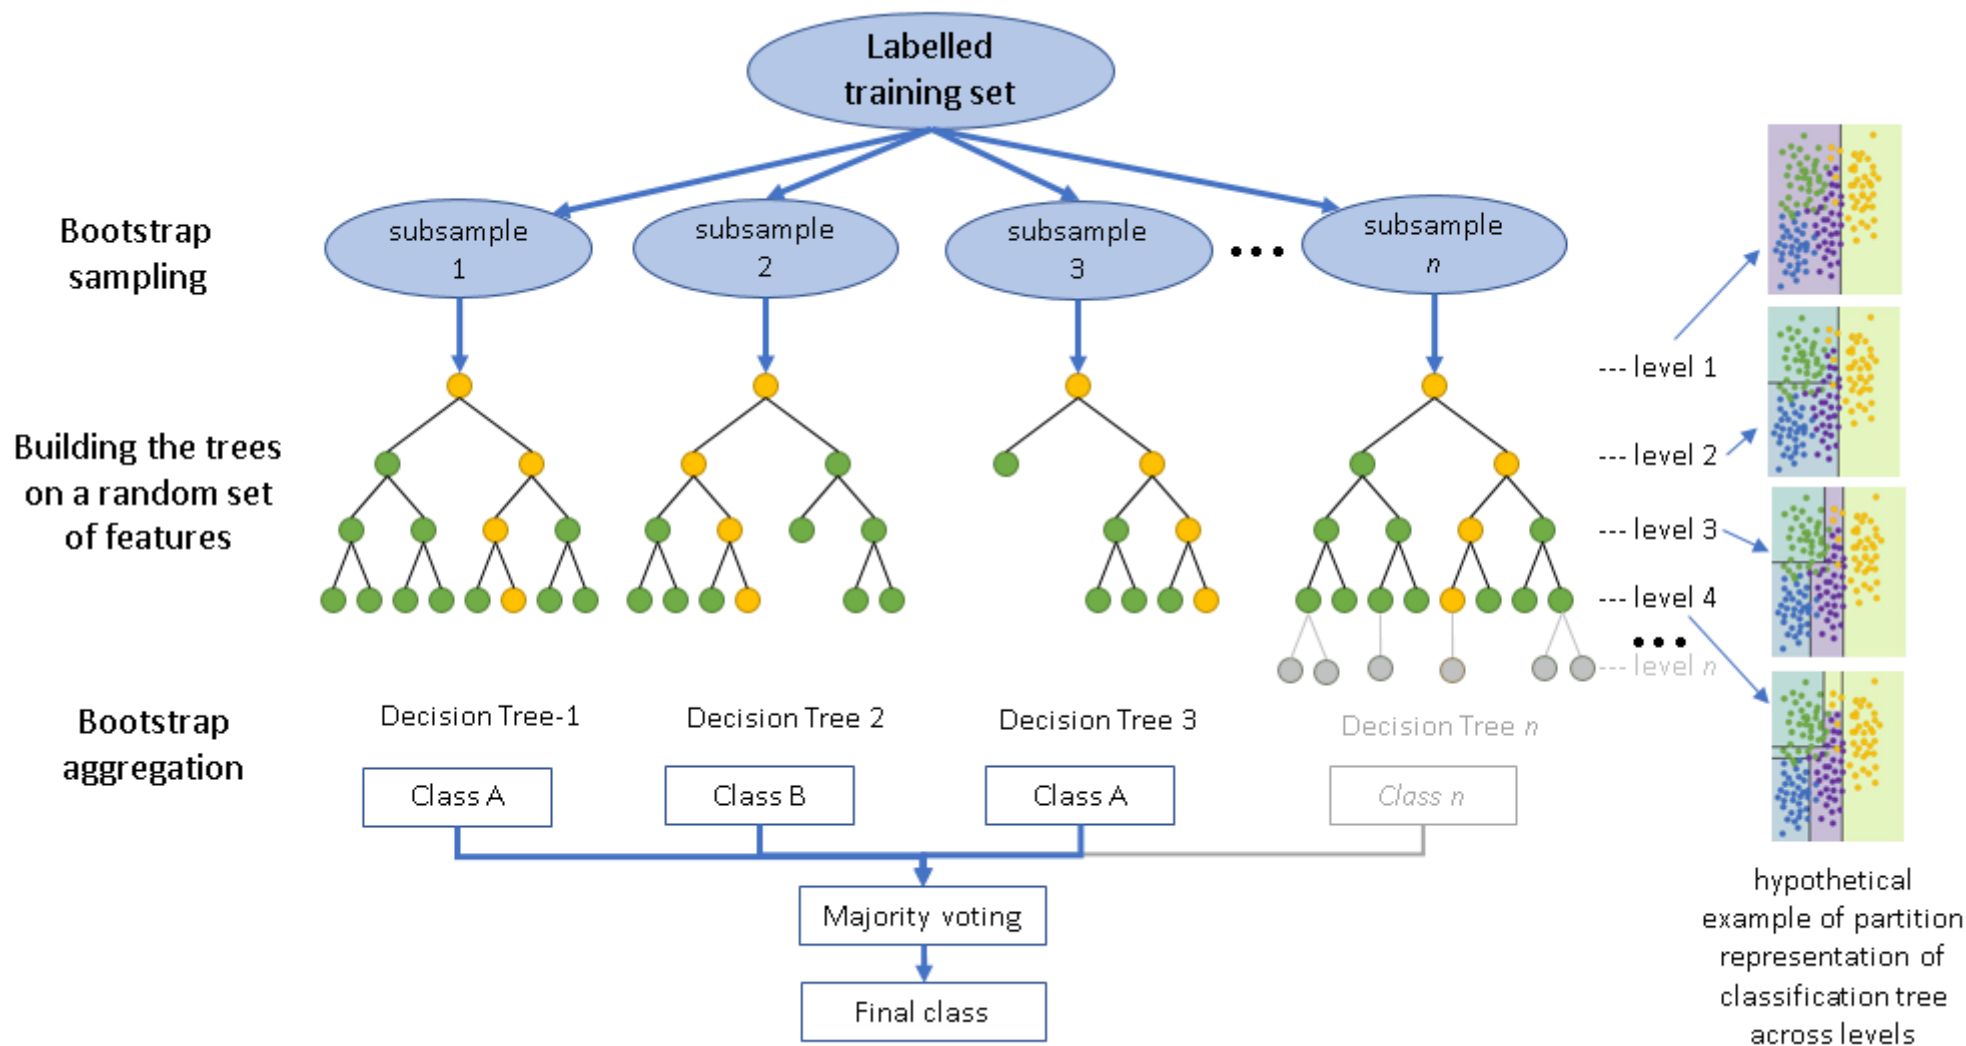 Labelled
training set
Bootstrap
sampling
subsample
1
subsample
2
subsample
3
•••
subsample
n
Building the trees
on a random set
of features
--- level 1
--- level 2
--- level 3
--- level 4
•••
--- level n
Bootstrap
aggregation
Decision Tree-1
Decision Tree 2
Decision Tree 3
Decision Tree n
Class A
Class B
Class A
Class n
Majority voting
Final class
hypothetical
example of partition
representation of
classification tree
across levels